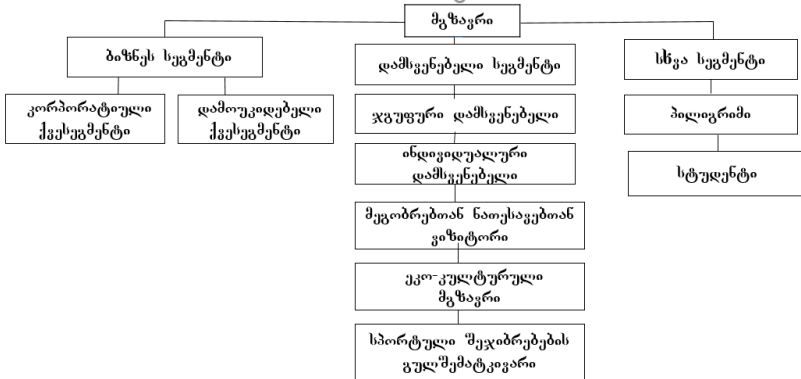 მგზავრი
ბიზნეს სეგმენტი
კორპორატიული
ქვესეგმენტი
დამოუკიდებელი
ქვესეგმენტი
დამსვენებელი სეგმენტი
ჯგუფური დამსვენებელი
ინდივიდუალური
დამსვენებელი
მეგობრებთან ნათესავებთან
ვიზიტორი
ეკო-კულტურული
მგზავრი
სპორტული შეჯიბრებების
გულშემატკივარი
სხვა სეგმენტი
პილიგრიმი
სტუდენტი